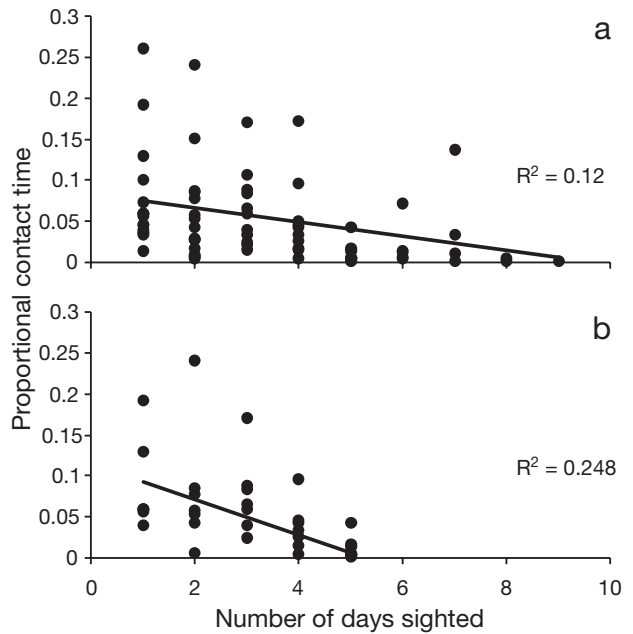 0.3
a
0.25
0.2
0.15
0.1
R² = 0.12
0.05
0
Proportional contact time
0.3
b
0.25
0.2
0.15
0.1
R² = 0.248
0.05
0
0 2 4 6 8 10
Number of days sighted